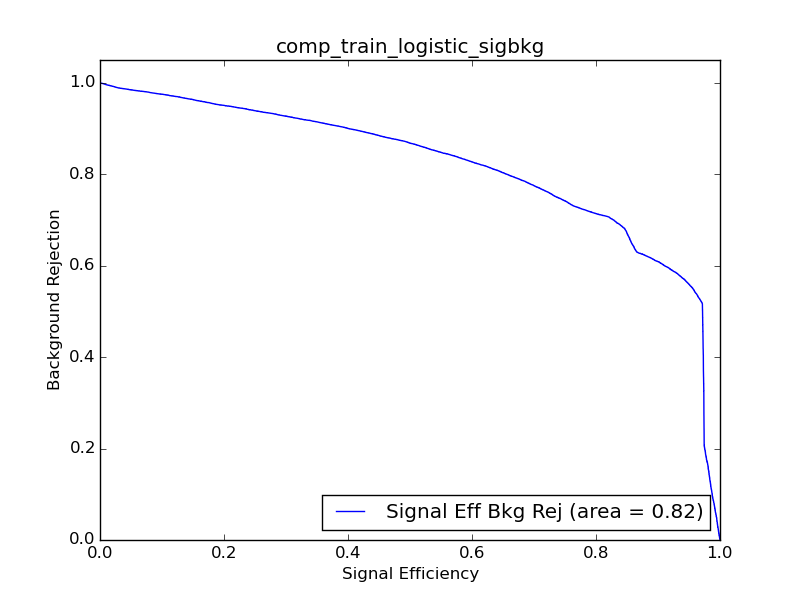 comp_train_logistic_sigbkg
Background Rejection
1.0
0.8
0.6
0.4
0.2
0.0
Signal Eff Bkg Rej (area = 0.82)
0.0 0.2 0.4 0.6 0.8 1.0
Signal Efficiency